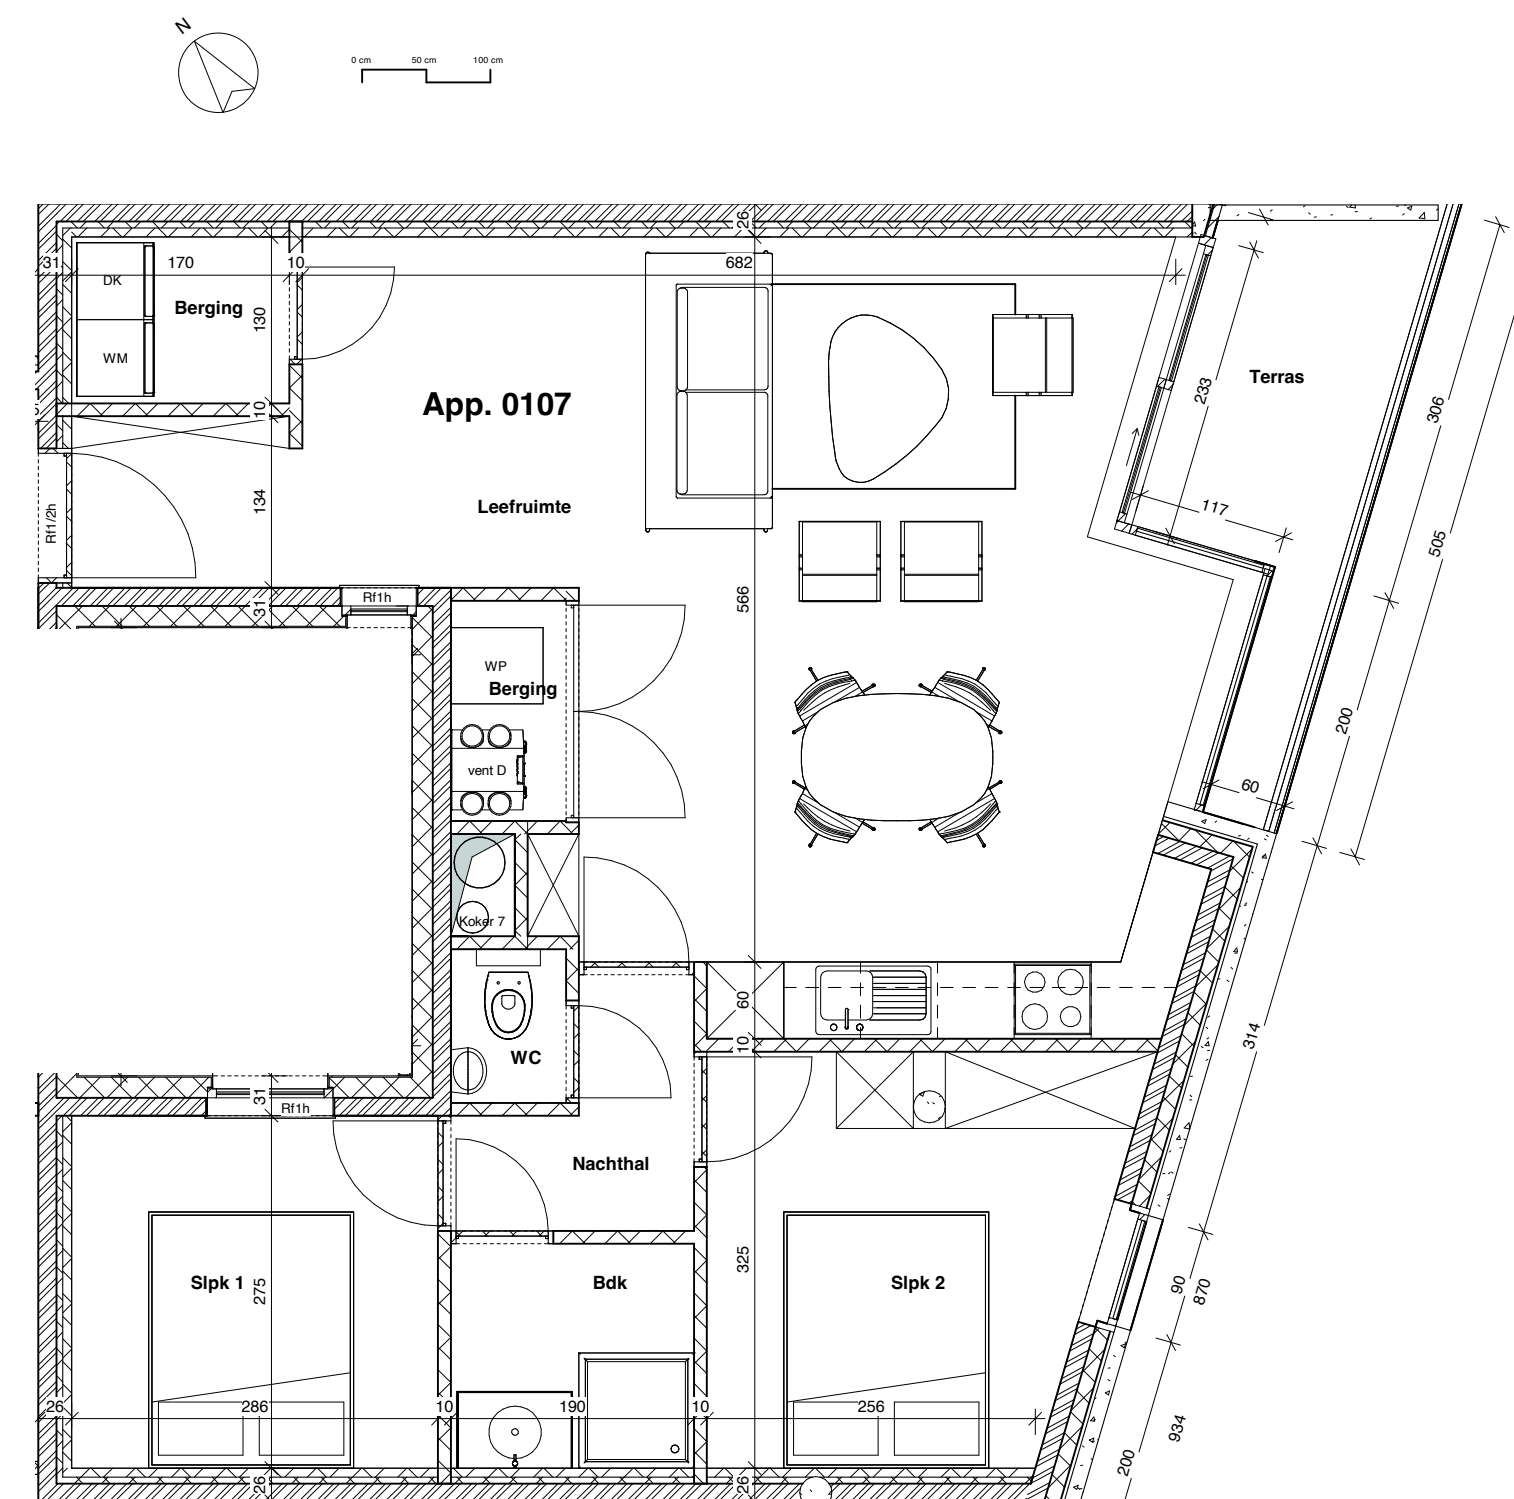 N
0 cm 50 cm 100 cm
26
31 170 10 682
DK
Berging
130
WM
Terras
233
306
App. 0107
10
134
Leefruimte
Rf1/2h
117
505
Rf1h
31
566
WP
Berging
200
vent D
60
Koker 7
60
WC
10
314
31
Rf1h
Nachthal
325
Slpk 1
275
Bdk
Slpk 2
90
870
26 286 10 190 10 256
934
200
26
26